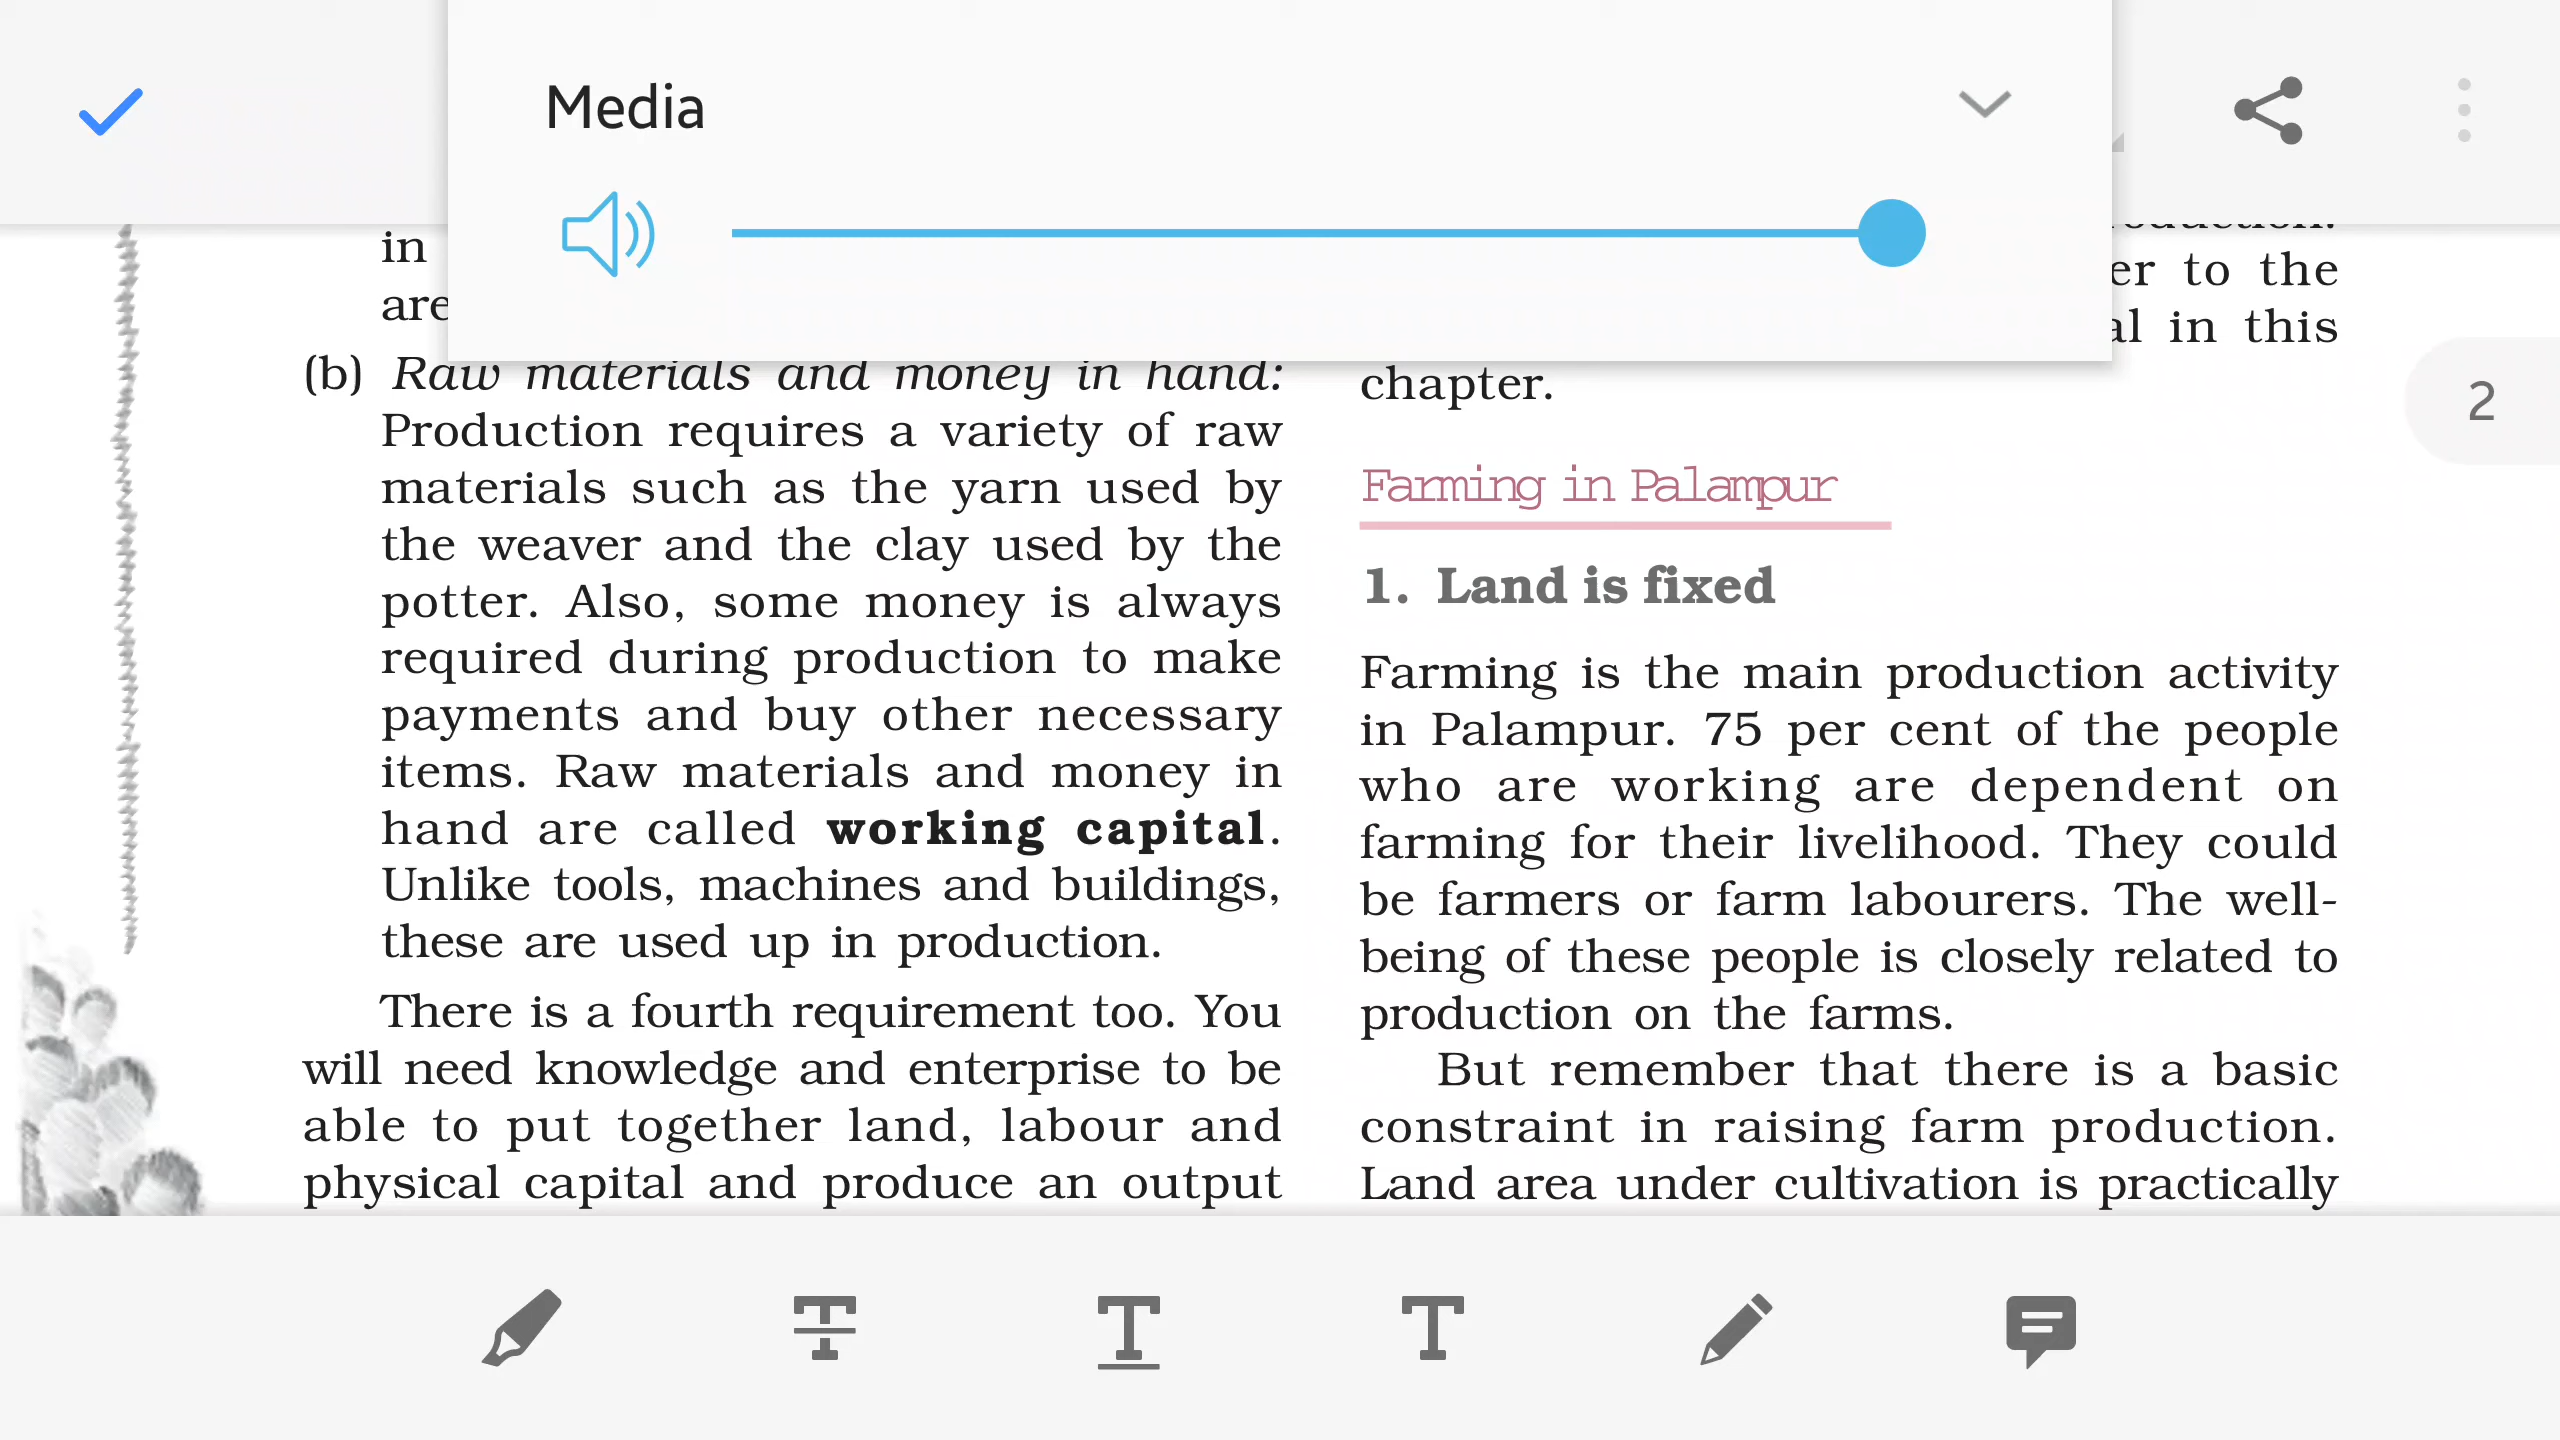 Media
in
are
(b) Raw materials and money in hand:
Production requires a variety of raw
materials such as the yarn used by
the weaver and the clay used by the
potter. Also, some money is always
required during production to make
payments and buy other necessary
items. Raw materials and money in
hand are called working capital.
Unlike tools, machines and buildings,
these are used up in production.
There is a fourth requirement too. You
will need knowledge and enterprise to be
able to put together land, labour and
physical capital and produce an output
er to the
al in this
chapter.
Farming in Palampur
1. Land is fixed
Farming is the main production activity
in Palampur. 75 per cent of the people
who are working are dependent on
farming for their livelihood. They could
be farmers or farm labourers. The well-
being of these people is closely related to
production on the farms.
But remember that there is a basic
constraint in raising farm production.
Land area under cultivation is practically
2